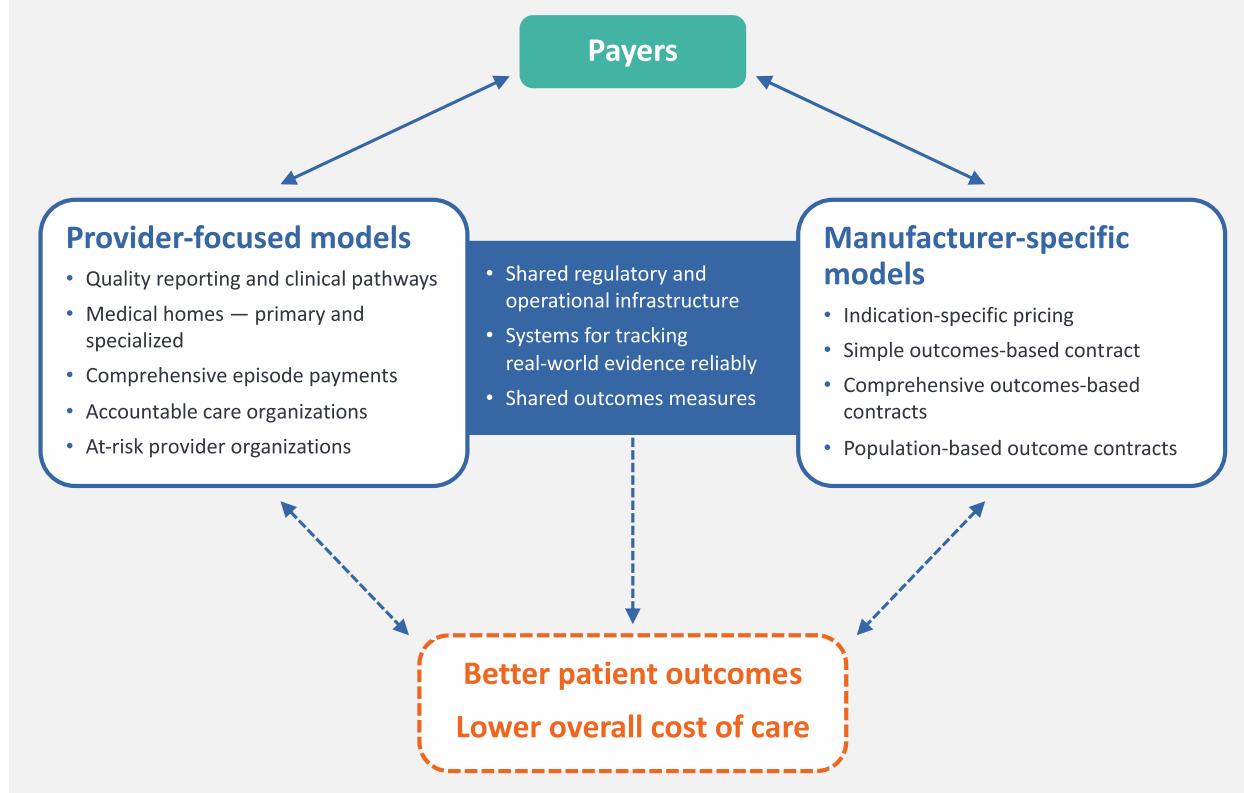 Payers
Provider-focused models
• Quality reporting and clinical pathways
• Medical homes — primary and
specialized
• Comprehensive episode payments
• Accountable care organizations
• At-risk provider organizations
• Shared regulatory and
operational infrastructure
• Systems for tracking
real-world evidence reliably
• Shared outcomes measures
Manufacturer-specific
models
• Indication-specific pricing
• Simple outcomes-based contract
• Comprehensive outcomes-based
contracts
• Population-based outcome contracts
Better patient outcomes
Lower overall cost of care